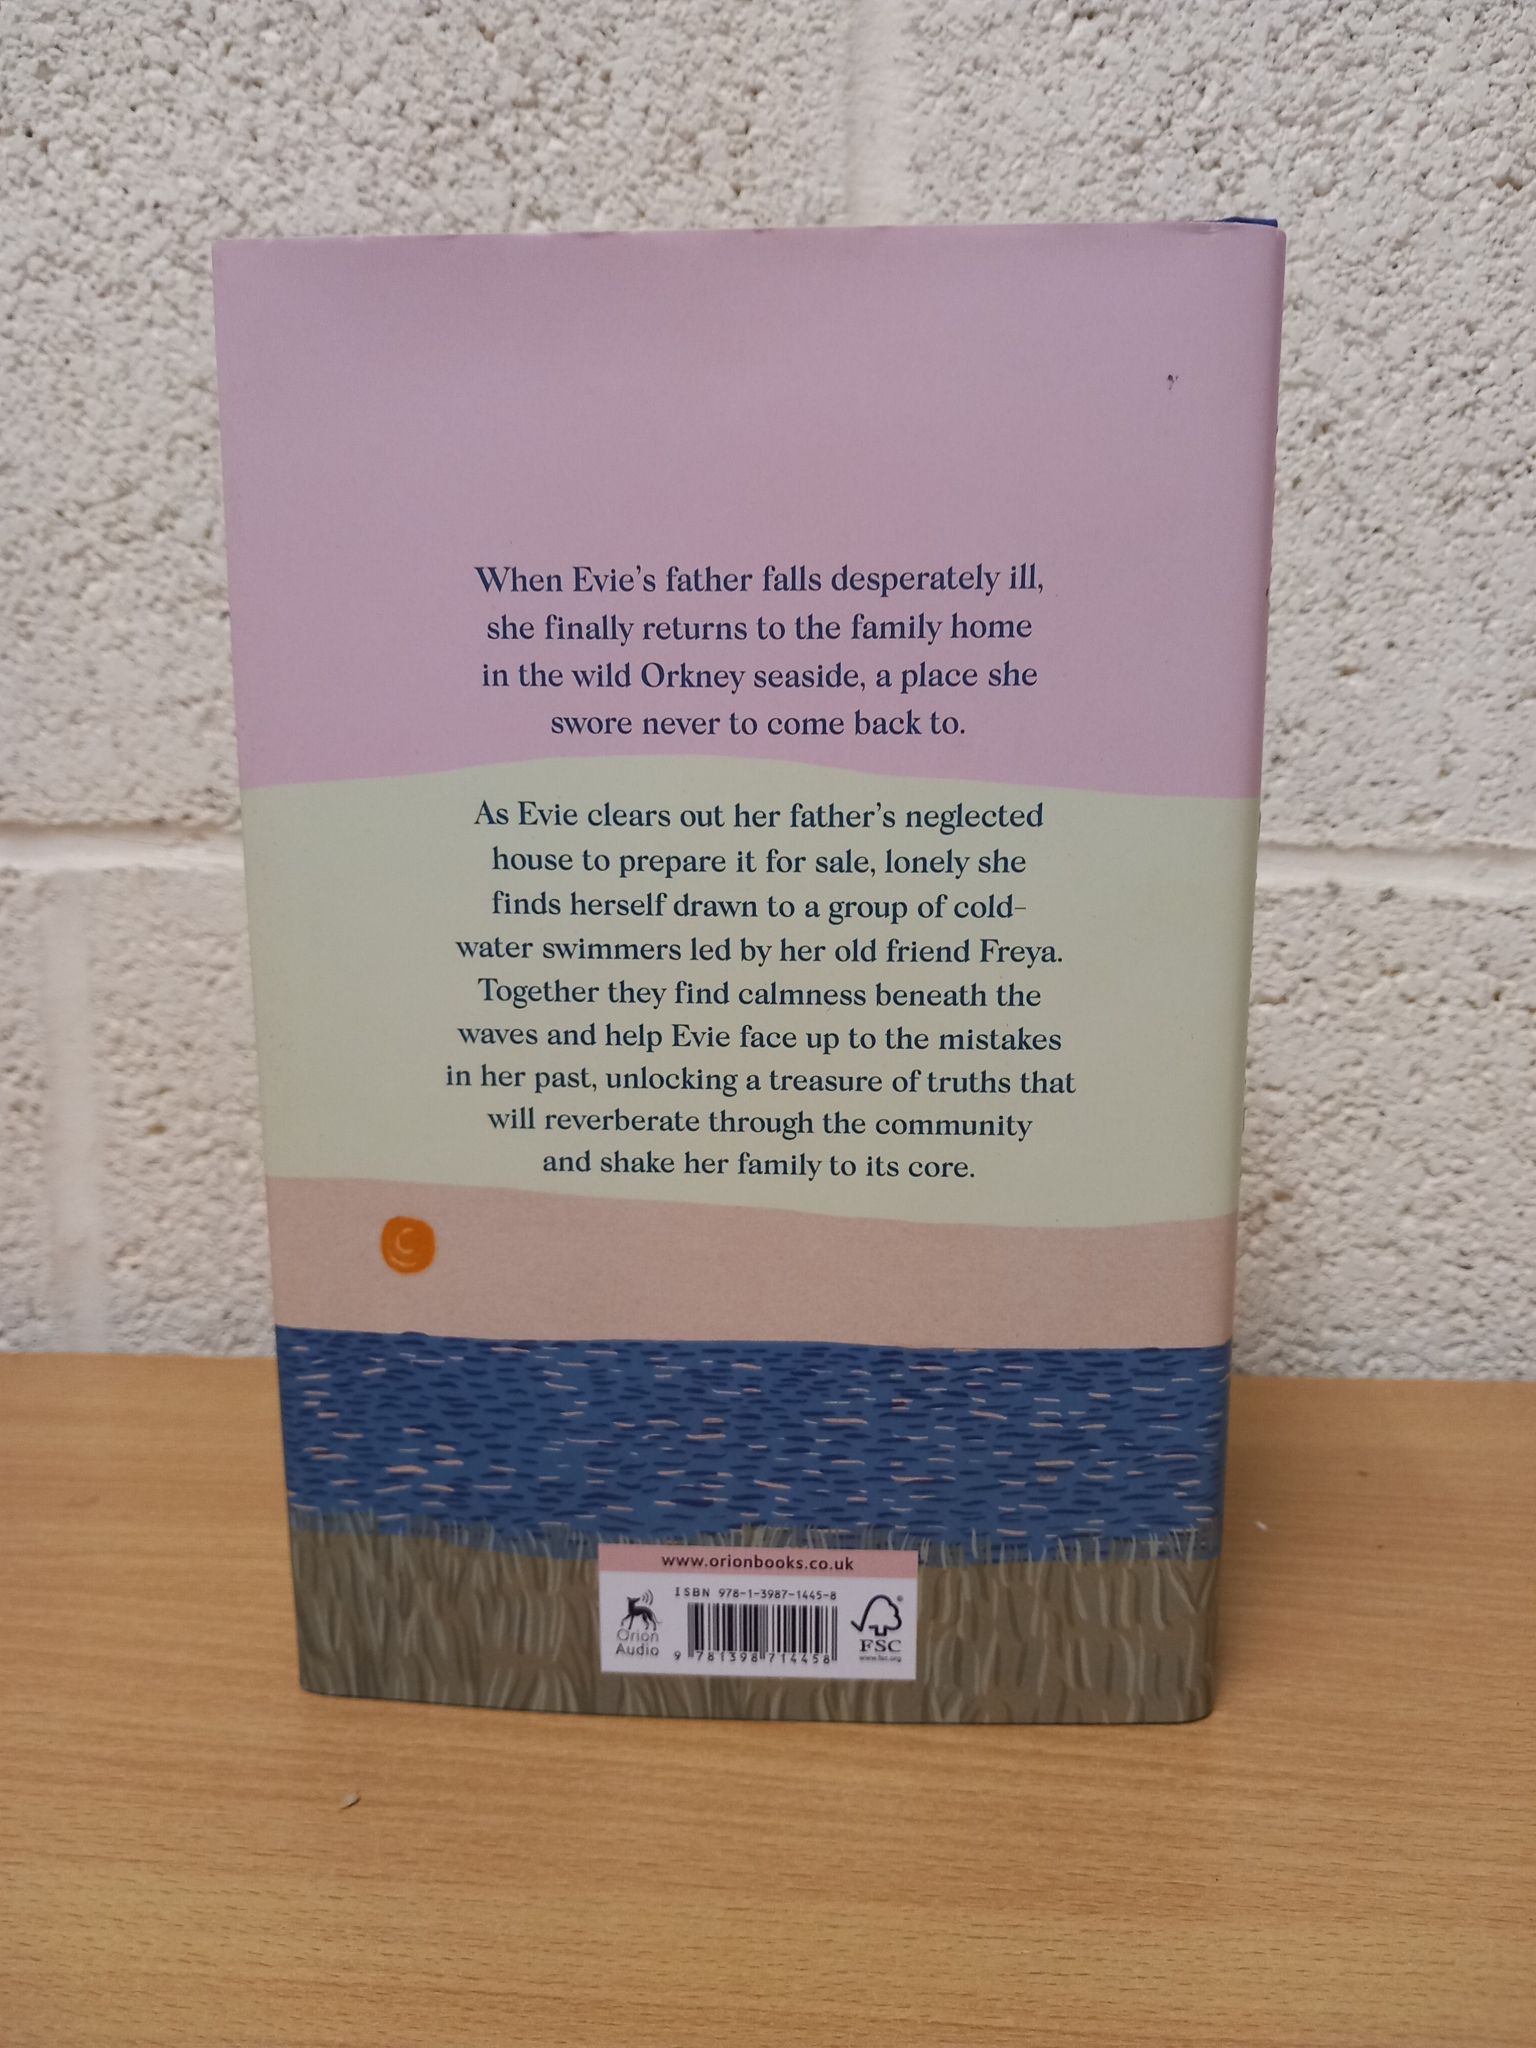 When Evie's father falls desperately ill,
she finally returns to the family home
in the wild Orkney seaside, a place she
swore never to come back to.
As Evie clears out her father's neglected
house to prepare it for sale, lonely she
finds herself drawn to a group of cold-
water swimmers led by her old friend Freya.
Together they find calmness beneath the
waves and help Evie face up to the mistakes
in her past, unlocking a treasure of truths that
will reverberate through the community
and shake her family to its core.
www.orionbooks.co.uk
ISBN 978-1-3987-1445-8
Orion
Audio
9 781398 714458
FSC
www.fsc.org